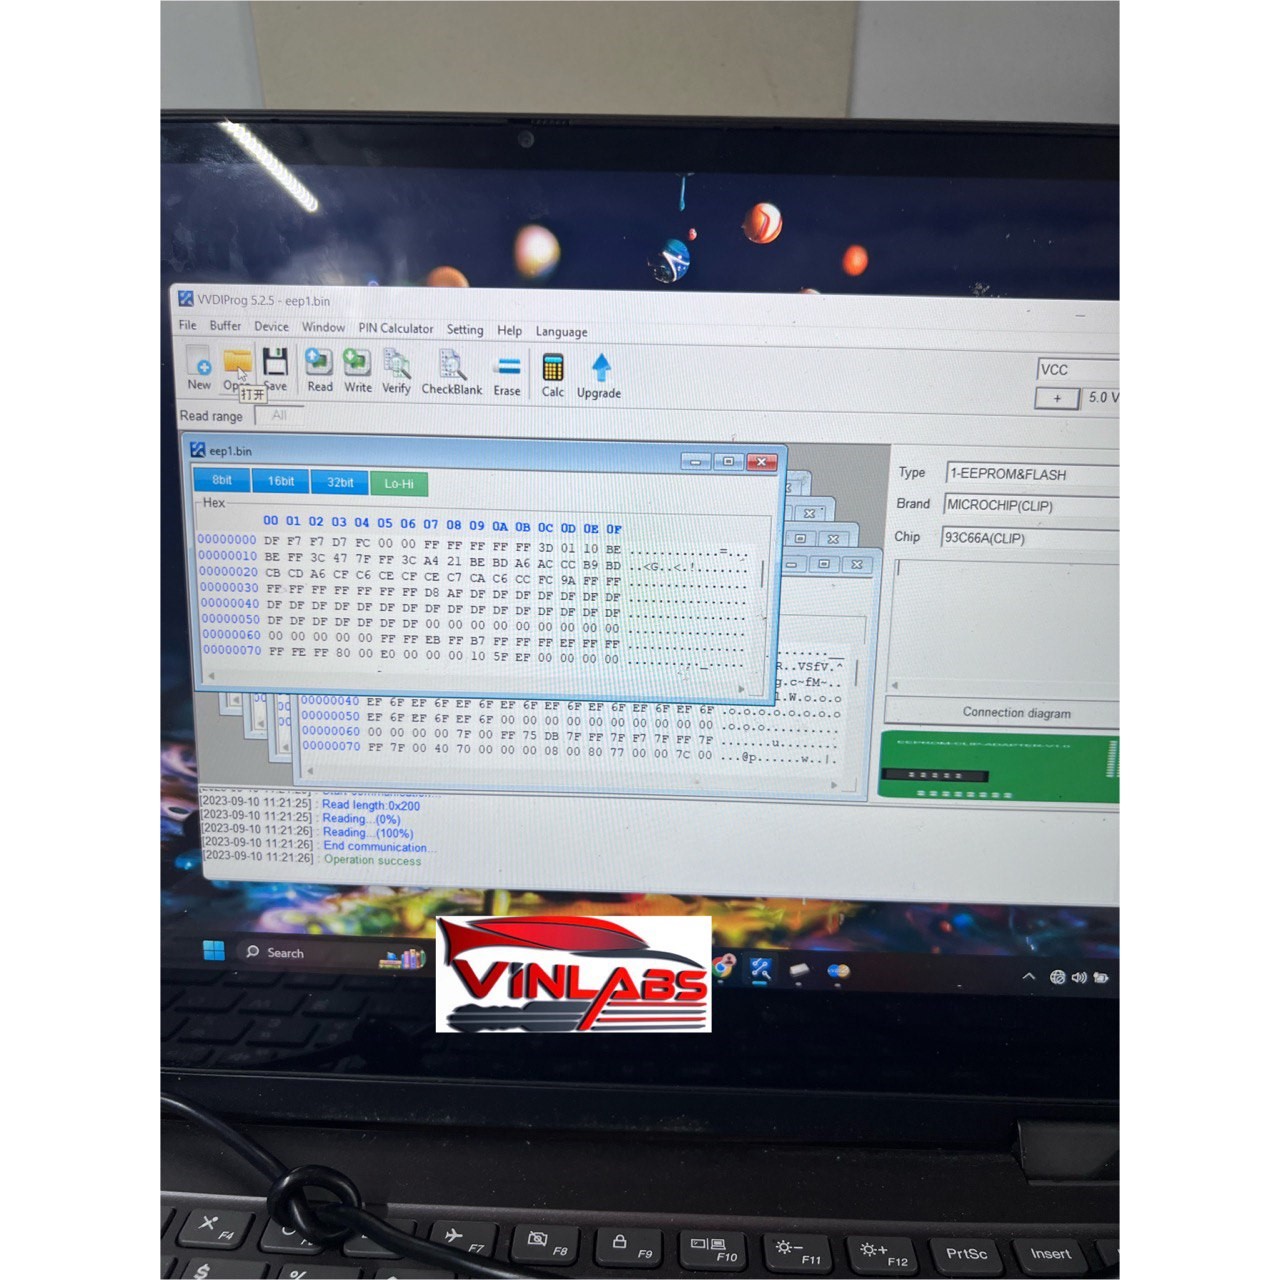 VVDIProg 5.2.5 - eep1.bin
File Buffer Device Window PIN Calculator Setting Help Language
New Save Read Write Verify CheckBlank Erase Calc Upgrade
打开
VCC
+ 5.0 V
Read range All
eep1.bin
8bit 16bit 32bit Lo-Hi
Hex
00 01 02 03 04 05 06 07 08 09 0A 0B 0C 0D 0E 0F
00000000 DF F7 F7 D7 FC 00 00 FF FF FF FF FF 3D 01 10 BE ............=...
00000010 BE FF 3C 47 7F FF 3C A4 21 BE BD A6 AC CC B9 BD ..<G..<.!.......
00000020 CB CD A6 CF C6 CE CF CE C7 CA C6 CC FC 9A FF FF ................
00000030 FF FF FF FF FF FF FF D8 AF DF DF DF DF DF DF DF ................
00000040 DF DF DF DF DF DF DF DF DF DF DF DF DF DF DF DF ................
00000050 DF DF DF DF DF DF DF 00 00 00 00 00 00 00 00 00 ................
00000060 00 00 00 00 00 FF FF EB FF B7 FF FF FF EF FF FF
00000070 FF FE FF 80 00 E0 00 00 00 10 5F EF 00 00 00 00
Type 1-EEPROM&FLASH
Brand MICROCHIP(CLIP)
Chip 93C66A(CLIP)
R..VSfV.^
g.c~fM~..
l.W.o.o.o
00000040 EF 6F EF 6F EF 6F EF 6F EF 6F EF 6F EF 6F EF 6F .o.o.o.o.o.o.o.o
00000050 EF 6F EF 6F EF 6F 00 00 00 00 00 00 00 00 00 00 .o.o.o..........
00000060 00 00 00 00 7F 00 FF 75 DB 7F FF 7F F7 7F FF 7F .......u........
00000070 FF 7F 00 40 70 00 00 00 08 00 80 77 00 00 7C 00 ...@p......w..|.
Connection diagram
[2023-09-10 11:21:25] : Read length:0x200
[2023-09-10 11:21:25] : Reading...(0%)
[2023-09-10 11:21:26] : Reading...(100%)
[2023-09-10 11:21:26] : End communication...
[2023-09-10 11:21:26] : Operation success
Search
VINLABS
F4 F7 F8 F9 F10 F11 F12 PrtSc Insert
$ %